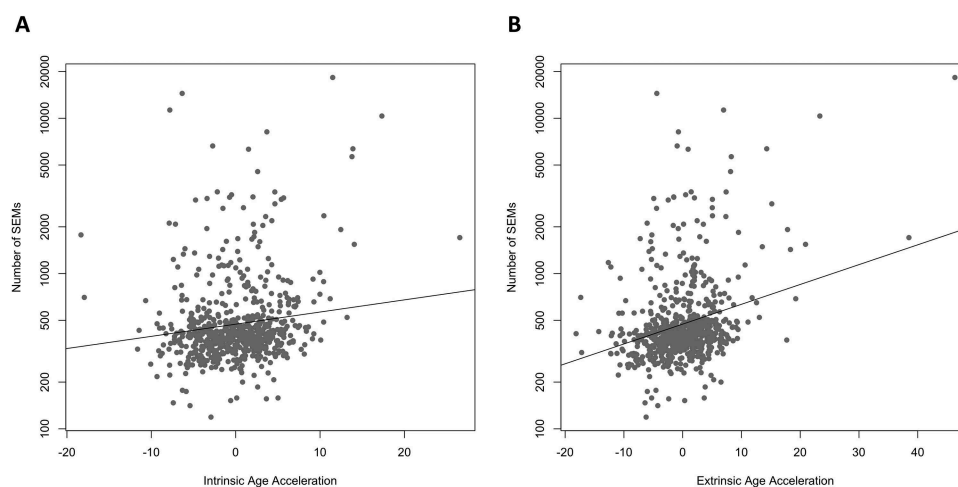 A
B
Number of SEMs
20000
10000
5000
2000
1000
500
200
100
-20 -10 0 10 20
Intrinsic Age Acceleration
Number of SEMs
20000
10000
5000
2000
1000
500
200
100
-20 -10 0 10 20 30 40
Extrinsic Age Acceleration